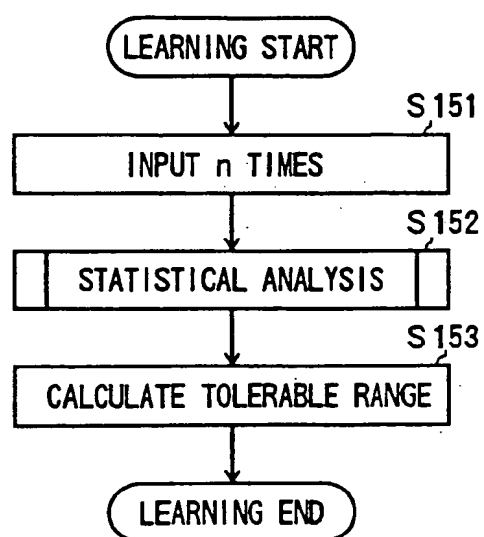 LEARNING START
S151
INPUT n TIMES
S152
STATISTICAL ANALYSIS
S153
CALCULATE TOLERABLE RANGE
LEARNING END